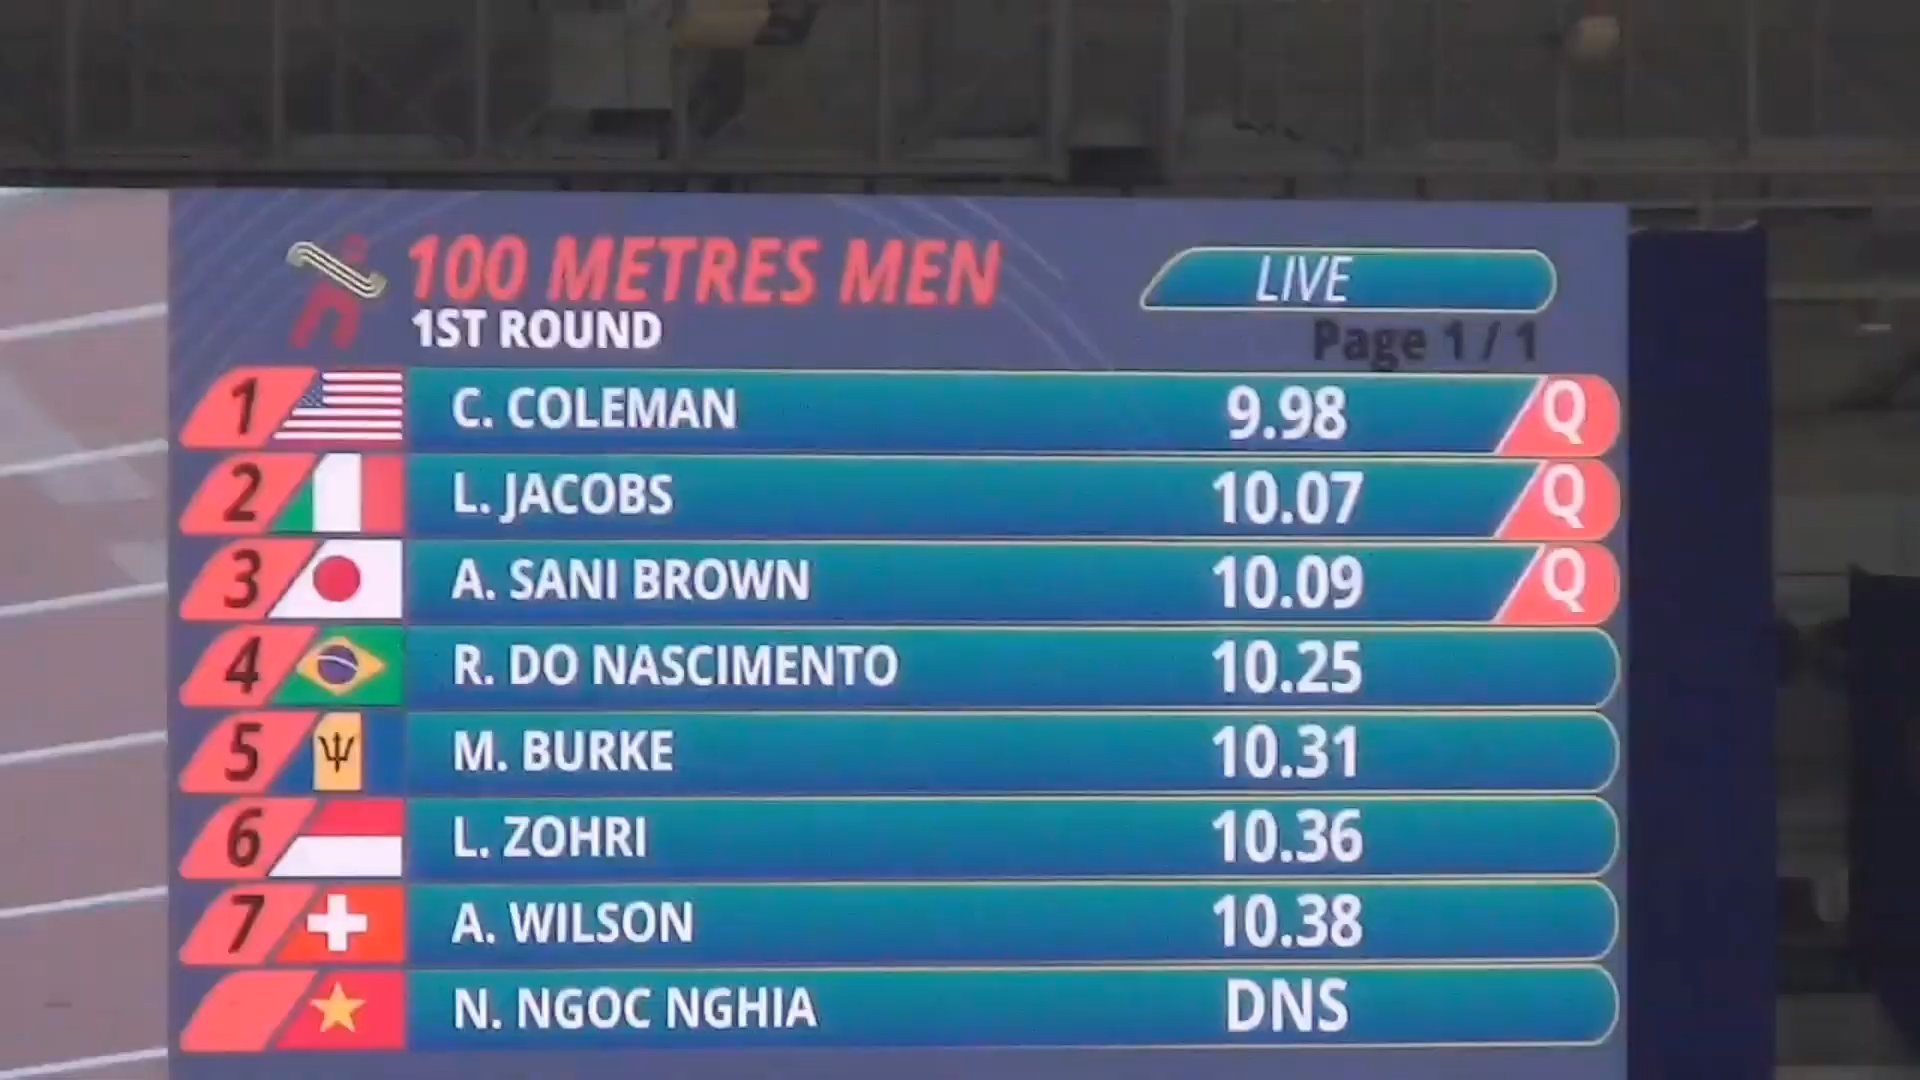 100 METRES MEN
LIVE
1ST ROUND
Page 1 / 1
1 C. COLEMAN 9.98 Q
2 L. JACOBS 10.07 Q
3 A. SANI BROWN 10.09 Q
4 R. DO NASCIMENTO 10.25
5 M. BURKE 10.31
6 L. ZOHRI 10.36
7 A. WILSON 10.38
N. NGOC NGHIA DNS